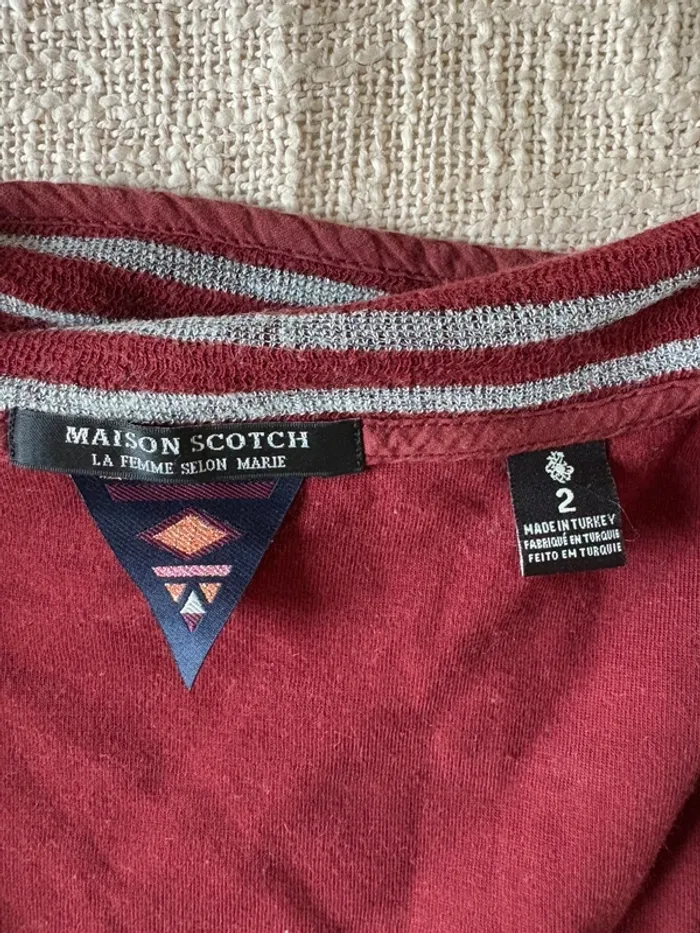 MAISON SCOTCH
LA FEMME SELON MARIE
2
MADE IN TURKEY
FABRIQUÉ EN TURQUIE
FEITO EM TURQUIE